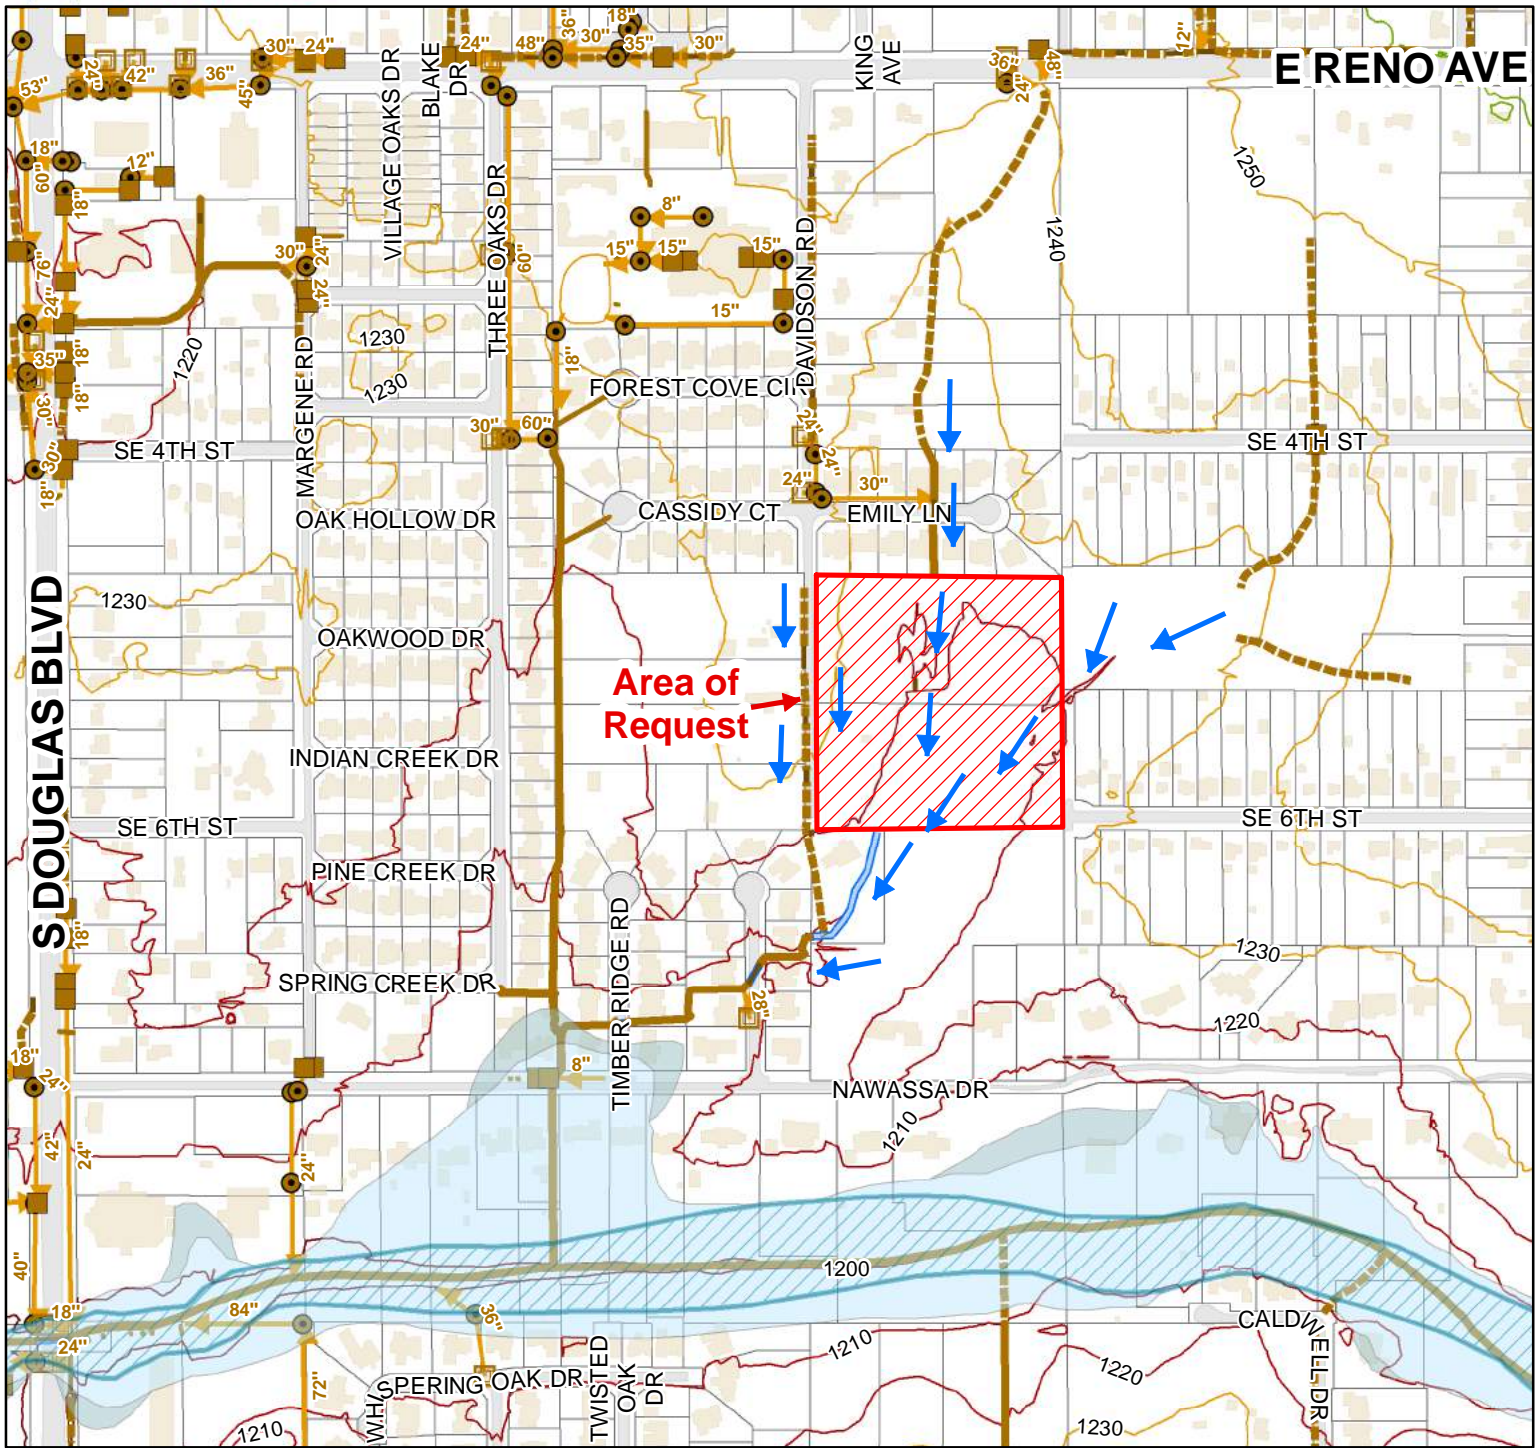 18"
36"
30"
35"
30"
24"
48"
30"
24"
24"
42"
36"
45"
53"
BLAKE
DR
KING
AVE
36"
24"
48"
12"
E RENO AVE
VILLAGE OAKS DR
18"
60"
12"
18"
1250
8"
THREE OAKS DR
60"
DAVIDSON RD
1240
76"
24"
30"
24"
24"
15"
15"
15"
15"
1220
1230
1230
35"
18"
18"
30"
30"
18"
MARGENE RD
18"
FOREST COVE CIR
SE 4TH ST
30"
60"
24"
24"
24"
30"
SE 4TH ST
OAK HOLLOW DR
CASSIDY CT
EMILY LN
S DOUGLAS BLVD
1230
OAKWOOD DR
Area of
Request
INDIAN CREEK DR
SE 6TH ST
SE 6TH ST
PINE CREEK DR
18"
TIMBER RIDGE RD
SPRING CREEK DR
28"
1230
1220
18"
24"
8"
NAWASSA DR
1210
42"
24"
24"
40"
1200
18"
84"
24"
36"
72"
CALDWELL DR
1210
1220
1230
1210
WHISPERING OAK DR
TWISTED
OAK
DR